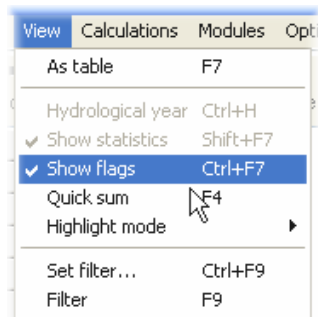 View Calculations Modules Opti
As table F7
Hydrological year Ctrl+H
Show statistics Shift+F7
Show flags Ctrl+F7
Quick sum F4
Highlight mode
Set filter... Ctrl+F9
Filter F9